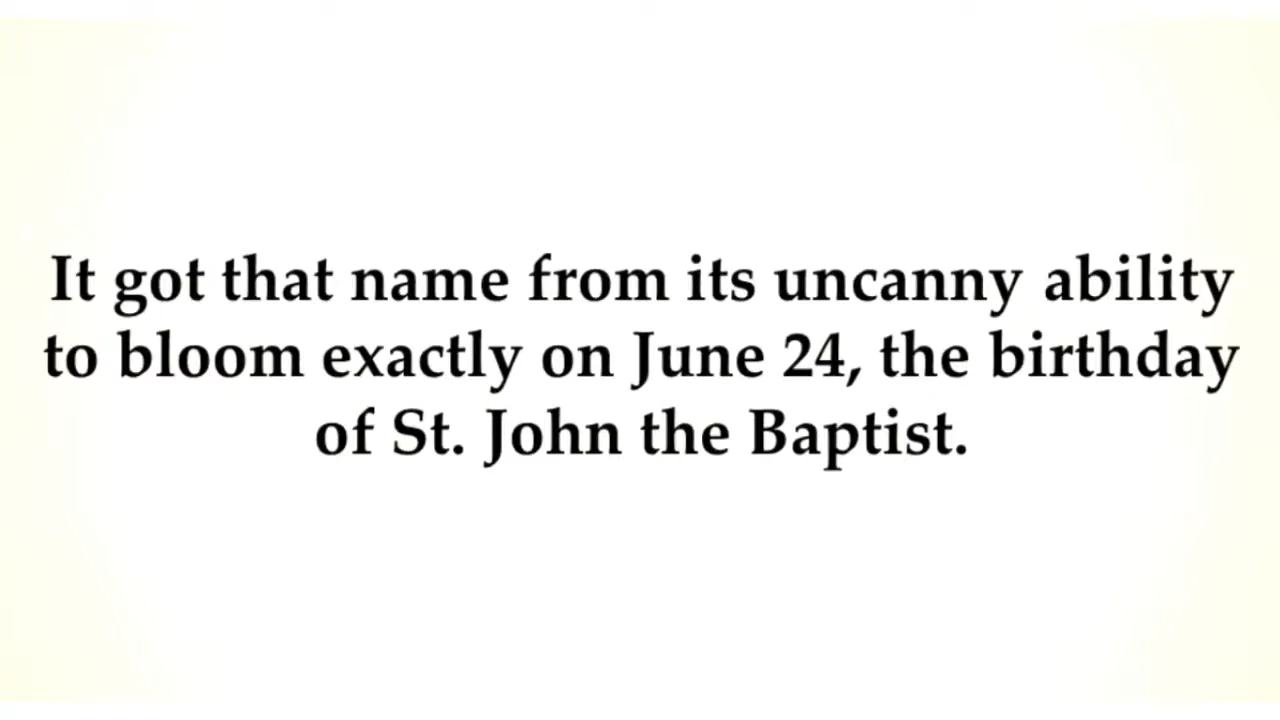 It got that name from its uncanny ability
to bloom exactly on June 24, the birthday
of St. John the Baptist.